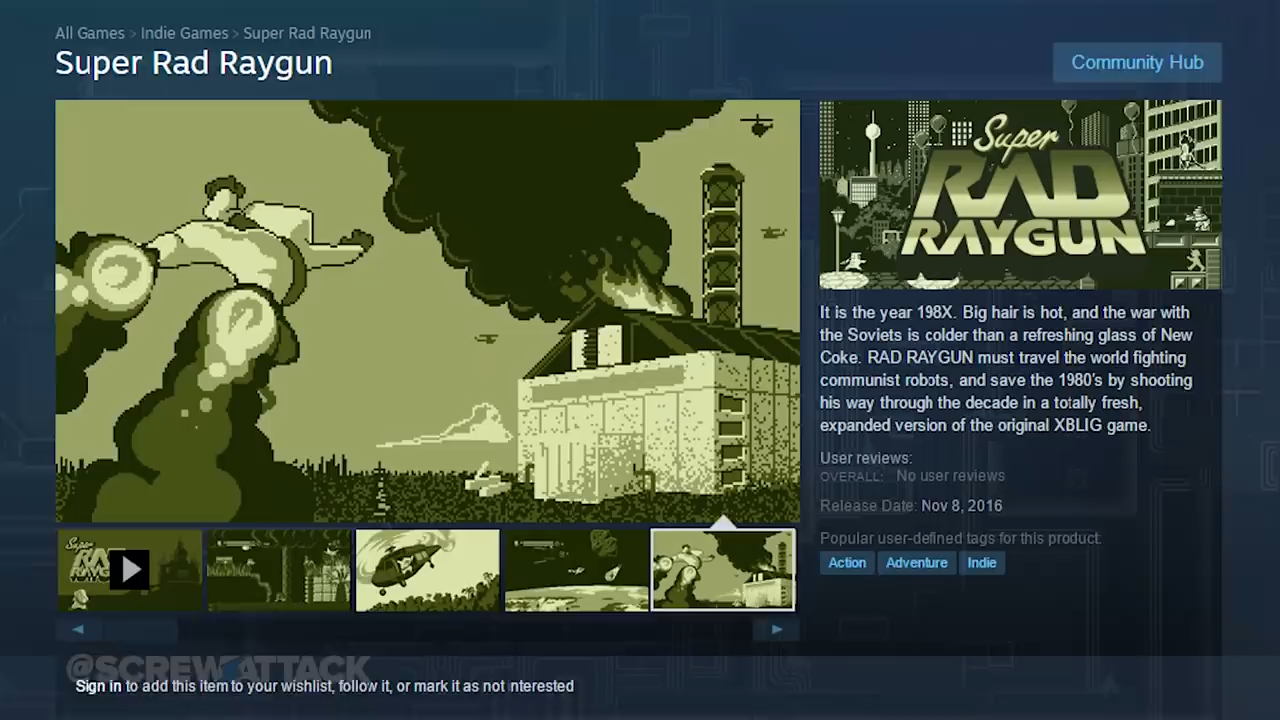 All Games > Indie Games > Super Rad Raygun
Super Rad Raygun
Community Hub
Super
RAD
RAYGUN
It is the year 198X. Big hair is hot, and the war with
the Soviets is colder than a refreshing glass of New
Coke. RAD RAYGUN must travel the world fighting
communist robots, and save the 1980's by shooting
his way through the decade in a totally fresh,
expanded version of the original XBLIG game.
User reviews:
OVERALL: No user reviews
Release Date: Nov 8, 2016
Popular user-defined tags for this product:
Action Adventure Indie
Super
@SCREWATTACK
Sign in to add this item to your wishlist, follow it, or mark it as not interested